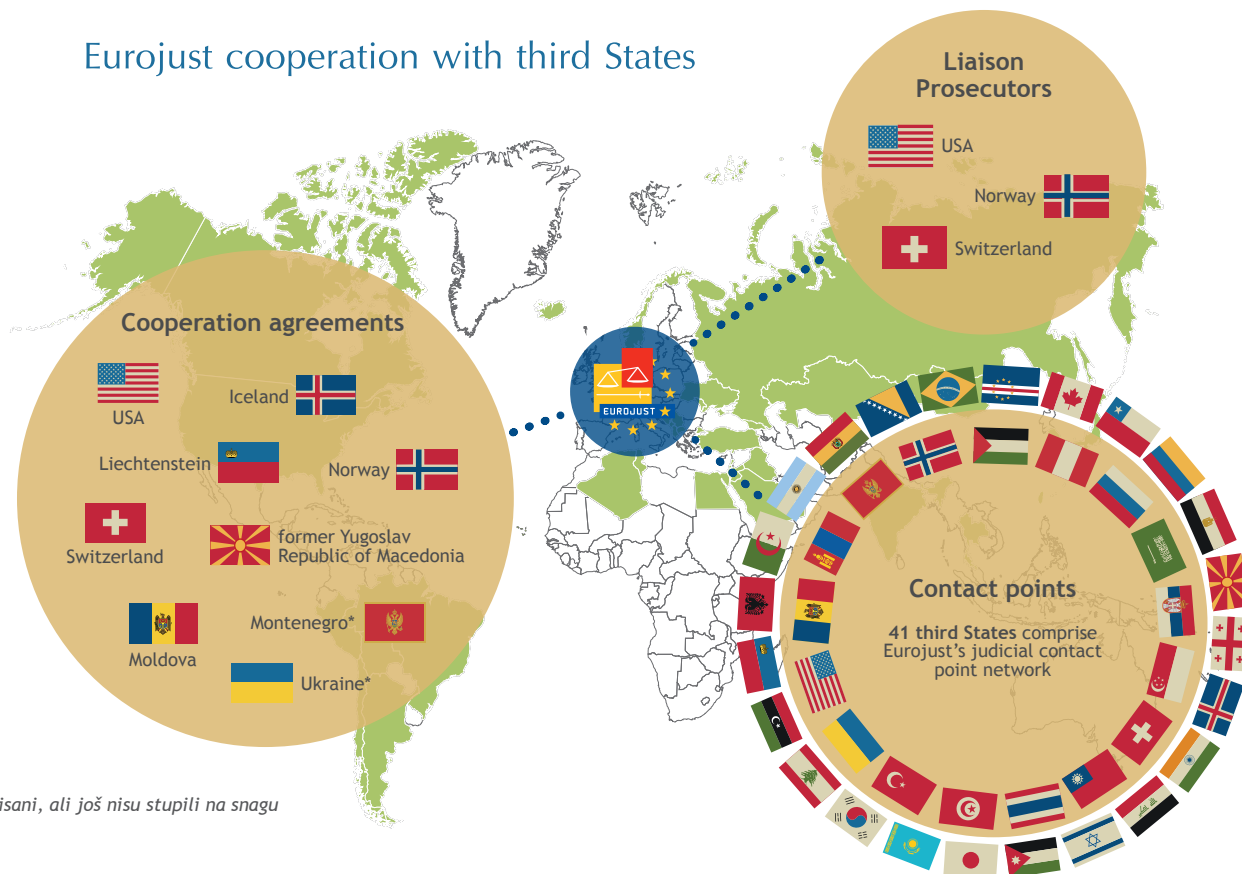 Eurojust cooperation with third States
Liaison
Prosecutors
USA
Norway
Switzerland
Cooperation agreements
USA
Iceland
Liechtenstein
Norway
Switzerland
former Yugoslav
Republic of Macedonia
Moldova
Montenegro*
Ukraine*
EUROJUST
Contact points
41 third States comprise
Eurojust's judicial contact
point network
ali još nisu stupili na snagu